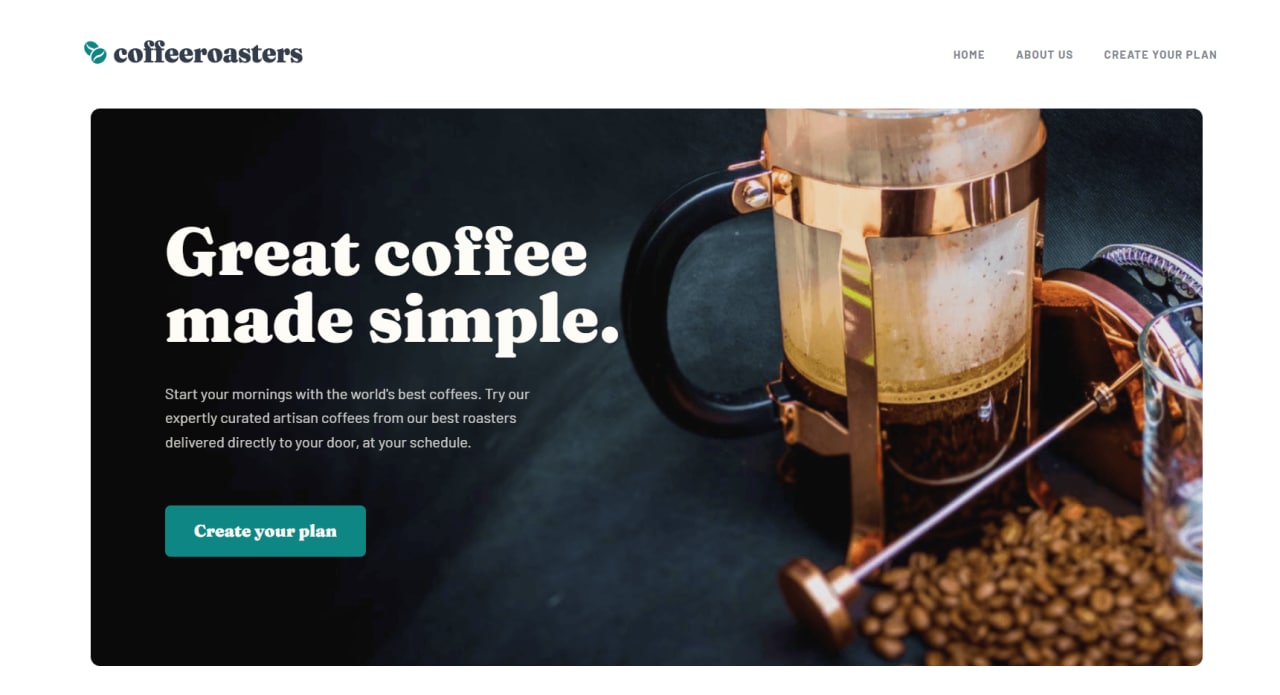 coffeeroasters
HOME ABOUT US CREATE YOUR PLAN
Great coffee
made simple.
Start your mornings with the world's best coffees. Try our
expertly curated artisan coffees from our best roasters
delivered directly to your door, at your schedule.
Create your plan